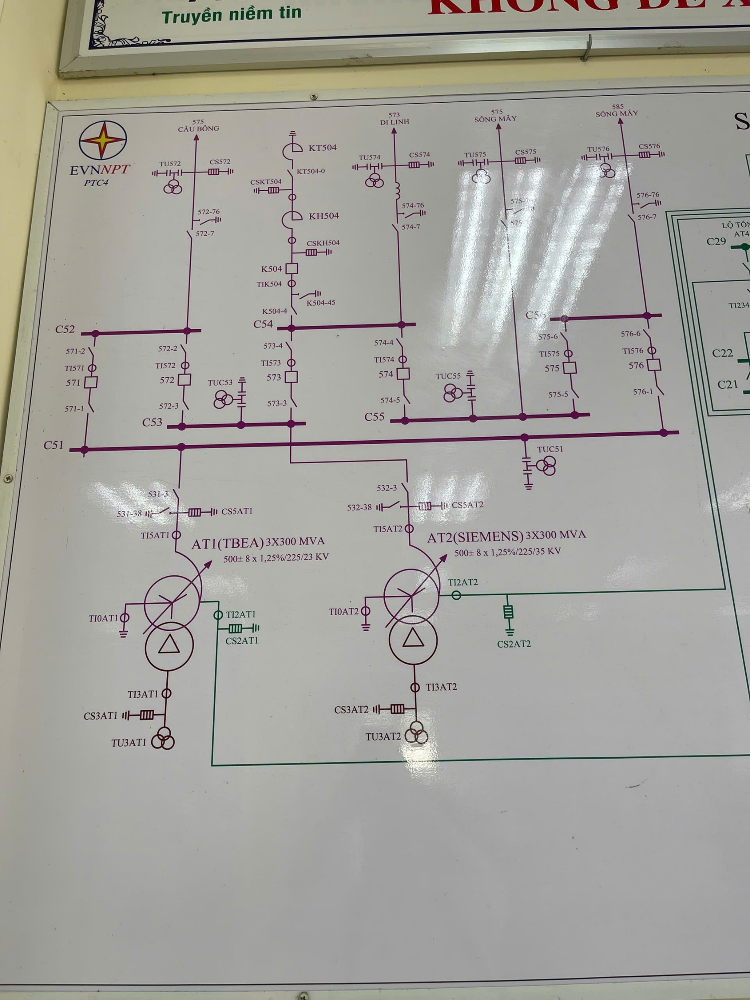 Truyền niềm tin
EVNNPT
PTC4
575
CẦU BÔNG
573
DI LINH
575
SÔNG MÂY
585
SÔNG MÂY
TU572
CS572
KT504
TU574
CS574
TU575
CS575
TU576
CS576
KT504-0
CSKT504
572-76
572-7
KH504
574-76
574-7
576-76
576-7
CSKH504
K504
TIK504
K504-45
K504-4
LỘ TỔN
AT4
C29
TI234
C22
C21
C52
C54
571-2
TI571
571
571-1
572-2
TI572
572
572-3
TUC53
573-4
TI573
573
573-3
574-4
TI574
574
574-5
TUC55
575-6
TI575
575
575-5
576-6
TI576
576
576-1
C53
C55
C51
TUC51
531-3
531-38
CS5AT1
TI5AT1
532-3
532-38
CS5AT2
TI5AT2
AT1(TBEA) 3X300 MVA
500± 8 x 1,25%/225/23 KV
AT2(SIEMENS) 3X300 MVA
500± 8 x 1,25%/225/35 KV
TI0AT1
TI2AT1
CS2AT1
TI0AT2
TI2AT2
CS2AT2
TI3AT1
CS3AT1
TU3AT1
TI3AT2
CS3AT2
TU3AT2